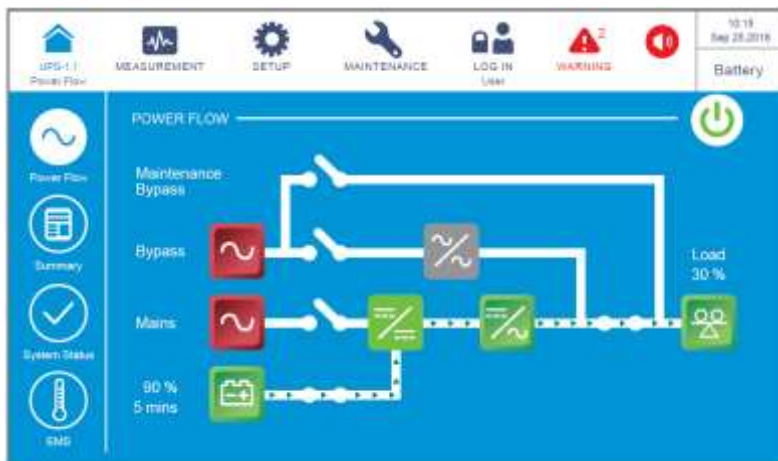 10:19
Sep 28,2016
Battery
UPS-1.1
Power Flow
MEASUREMENT
SETUP
MAINTENANCE
LOG IN
User
2
WARNING
POWER FLOW
Power Flow
Maintenance
Bypass
Summary
Bypass
Load
30 %
System Status
Mains
90 %
5 mins
EMS